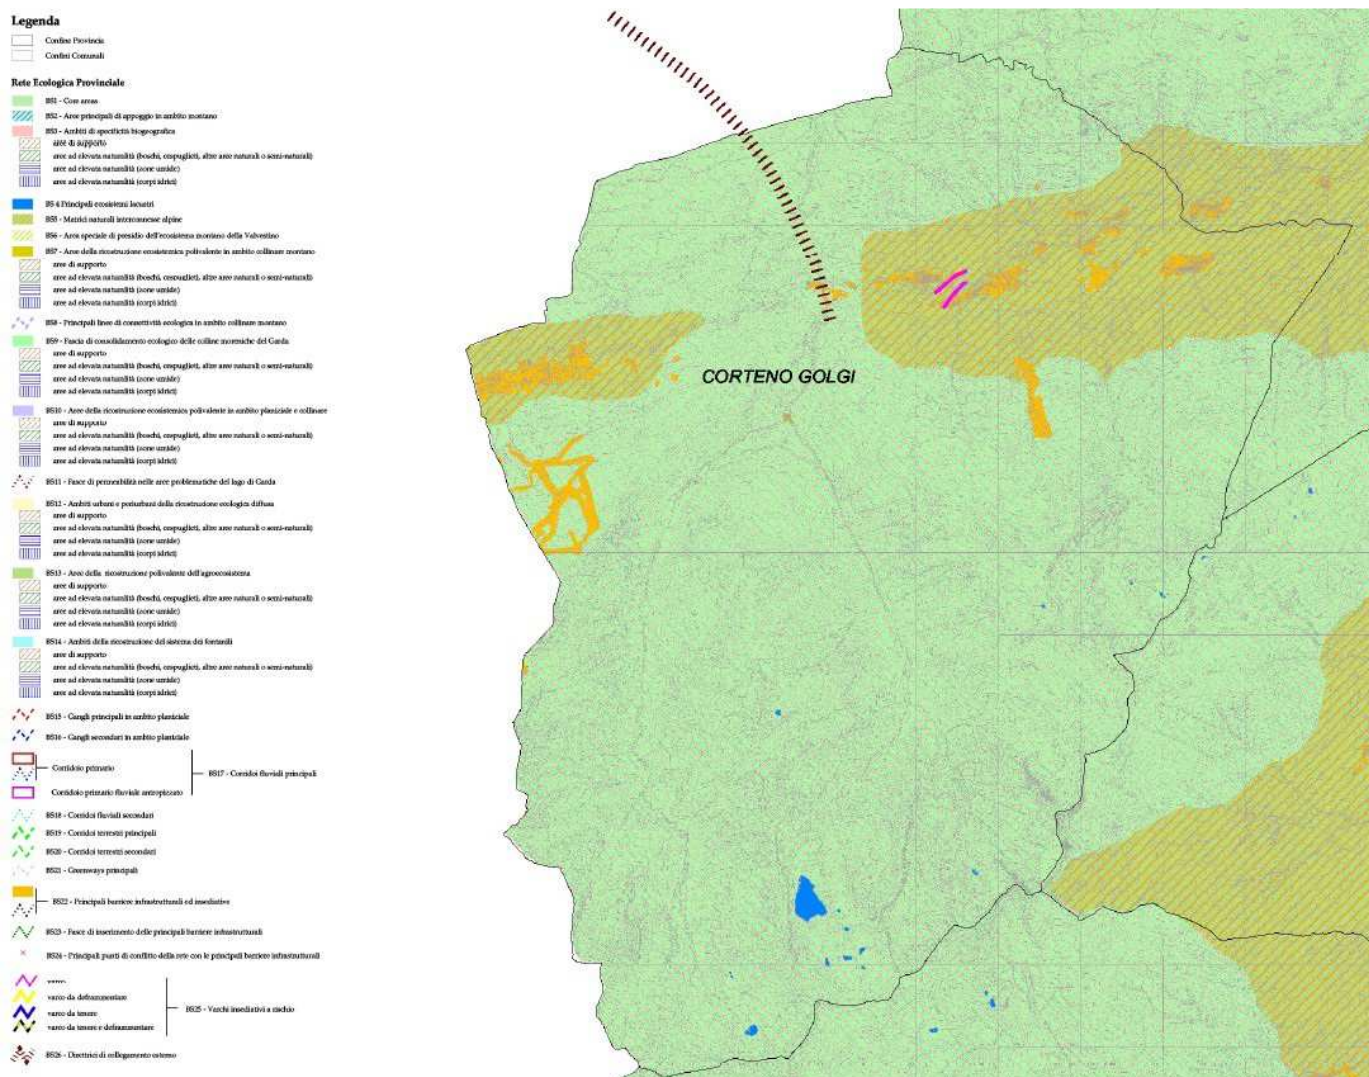 Legenda
Confine Provincia
Confini Comunali
Rete Ecologica Provinciale
BS1 - Core areas
BS2 - Aree principali di appoggio in ambito montano
BS3 - Ambiti di specificità biogeografica
aree di supporto
aree ad elevata naturalità (boschi, cespuglieti, altre aree naturali o semi-naturali)
aree ad elevata naturalità (zone umide)
aree ad elevata naturalità (corpi idrici)
BS 4 Principali ecosistemi lacustri
BS5 - Matrici naturali interconnesse alpine
BS6 - Area speciale di presidio dell'ecosistema montano della Valvestino
BS7 - Aree della ricostruzione ecosistemica polivalente in ambito collinare montano
aree di supporto
aree ad elevata naturalità (boschi, cespuglieti, altre aree naturali o semi-naturali)
aree ad elevata naturalità (zone umide)
aree ad elevata naturalità (corpi idrici)
BS8 - Principali linee di connettività ecologica in ambito collinare montano
BS9 - Fascia di consolidamento ecologico delle colline moreniche del Garda
aree di supporto
aree ad elevata naturalità (boschi, cespuglieti, altre aree naturali o semi-naturali)
aree ad elevata naturalità (zone umide)
aree ad elevata naturalità (corpi idrici)
BS10 - Aree della ricostruzione ecosistemica polivalente in ambito planiziale e collinare
aree di supporto
aree ad elevata naturalità (boschi, cespuglieti, altre aree naturali o semi-naturali)
aree ad elevata naturalità (zone umide)
aree ad elevata naturalità (corpi idrici)
BS11 - Fasce di permeabilità nelle aree problematiche del lago di Garda
BS12 - Ambiti urbani e periurbani della ricostruzione ecologica diffusa
aree di supporto
aree ad elevata naturalità (boschi, cespuglieti, altre aree naturali o semi-naturali)
aree ad elevata naturalità (zone umide)
aree ad elevata naturalità (corpi idrici)
BS13 - Aree della ricostruzione polivalente dell'agroecosistema
aree di supporto
aree ad elevata naturalità (boschi, cespuglieti, altre aree naturali o semi-naturali)
aree ad elevata naturalità (zone umide)
aree ad elevata naturalità (corpi idrici)
BS14 - Ambiti della ricostruzione del sistema dei fontanili
aree di supporto
aree ad elevata naturalità (boschi, cespuglieti, altre aree naturali o semi-naturali)
aree ad elevata naturalità (zone umide)
aree ad elevata naturalità (corpi idrici)
BS15 - Gangli principali in ambito planiziale
BS16 - Gangli secondari in ambito planiziale
Corridoio primario
BS17 - Corridoi fluviali principali
Corridoio primario fluviale antropizzato
BS18 - Corridoi fluviali secondari
BS19 - Corridoi terrestri principali
BS20 - Corridoi terrestri secondari
BS21 - Greenways principali
BS22 - Principali barriere infrastrutturali ed insediative
BS23 - Fasce di inserimento delle principali barriere infrastrutturali
BS24 - Principali punti di conflitto della rete con le principali barriere infrastrutturali
varco da deframmentare
varco da tenere
varco da tenere e deframmentare
BS25 - Varchi insediativi a rischio
BS26 - Direttrici di collegamento esterno
CORTENO GOLGI